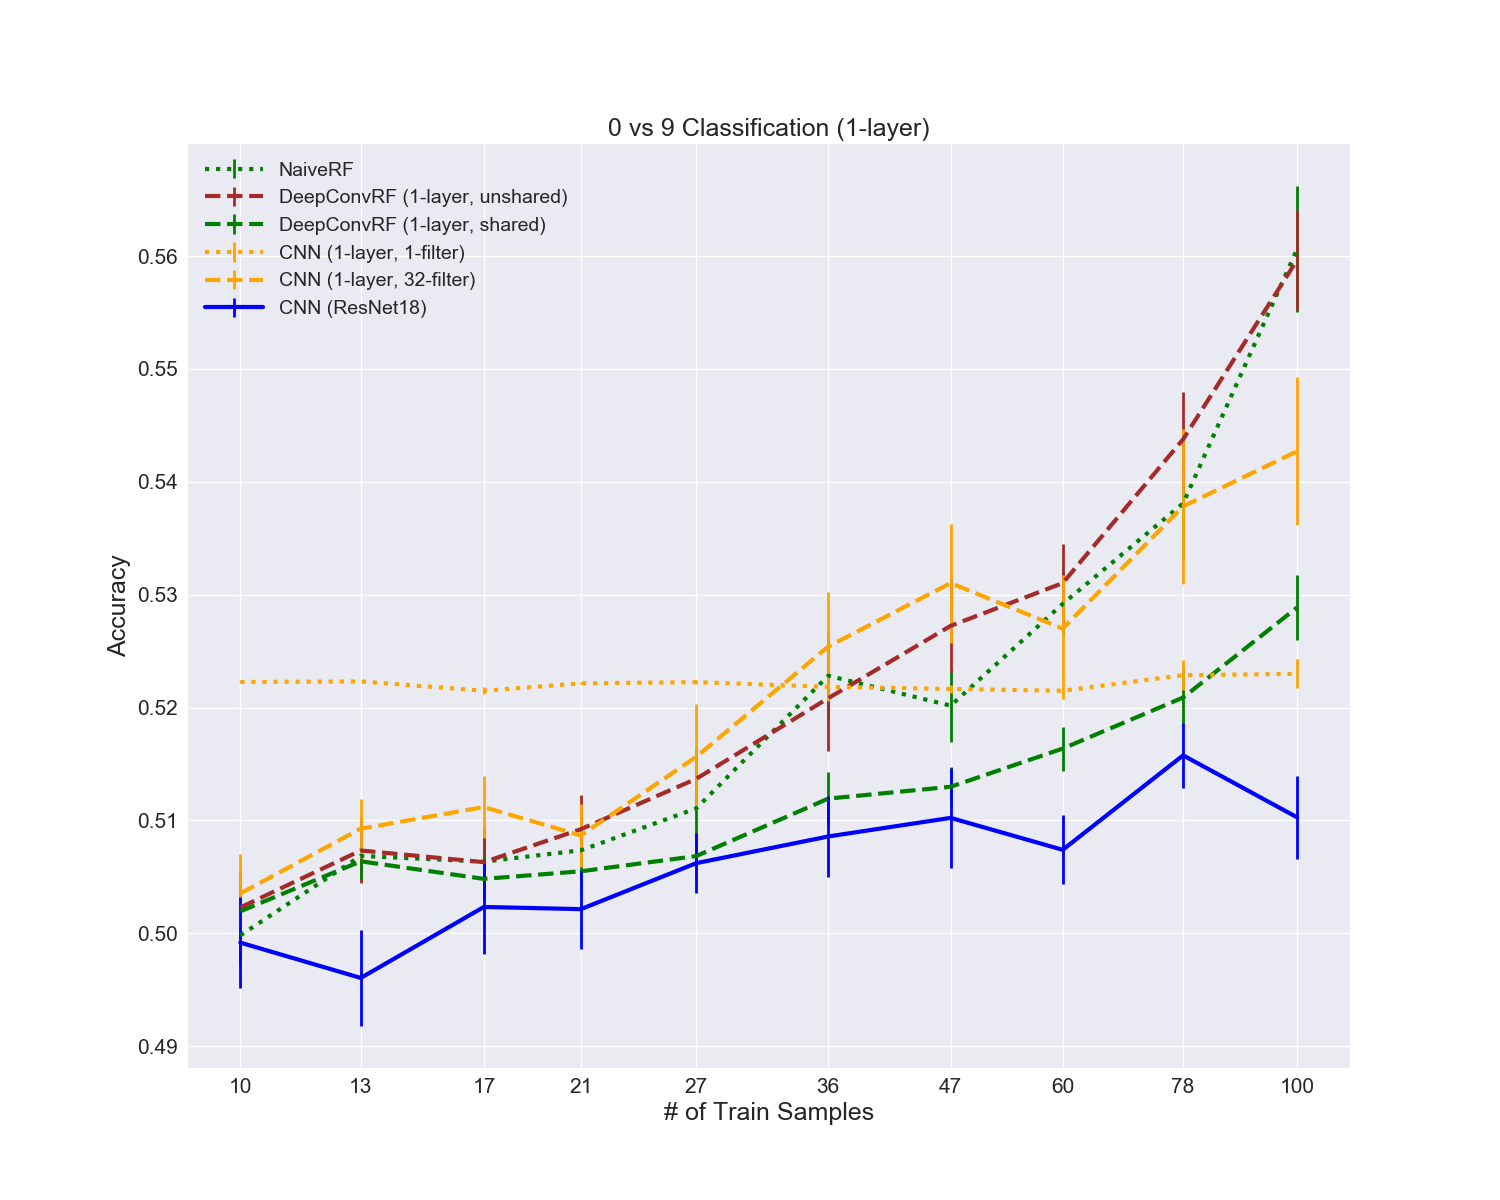 0 vs 9 Classification (1-layer)
NaiveRF
DeepConvRF (1-layer, unshared)
DeepConvRF (1-layer, shared)
CNN (1-layer, 1-filter)
CNN (1-layer, 32-filter)
CNN (ResNet18)
0.56
0.55
0.54
0.53
0.52
0.51
0.50
0.49
Accuracy
10 13 17 21 27 36 47 60 78 100
# of Train Samples